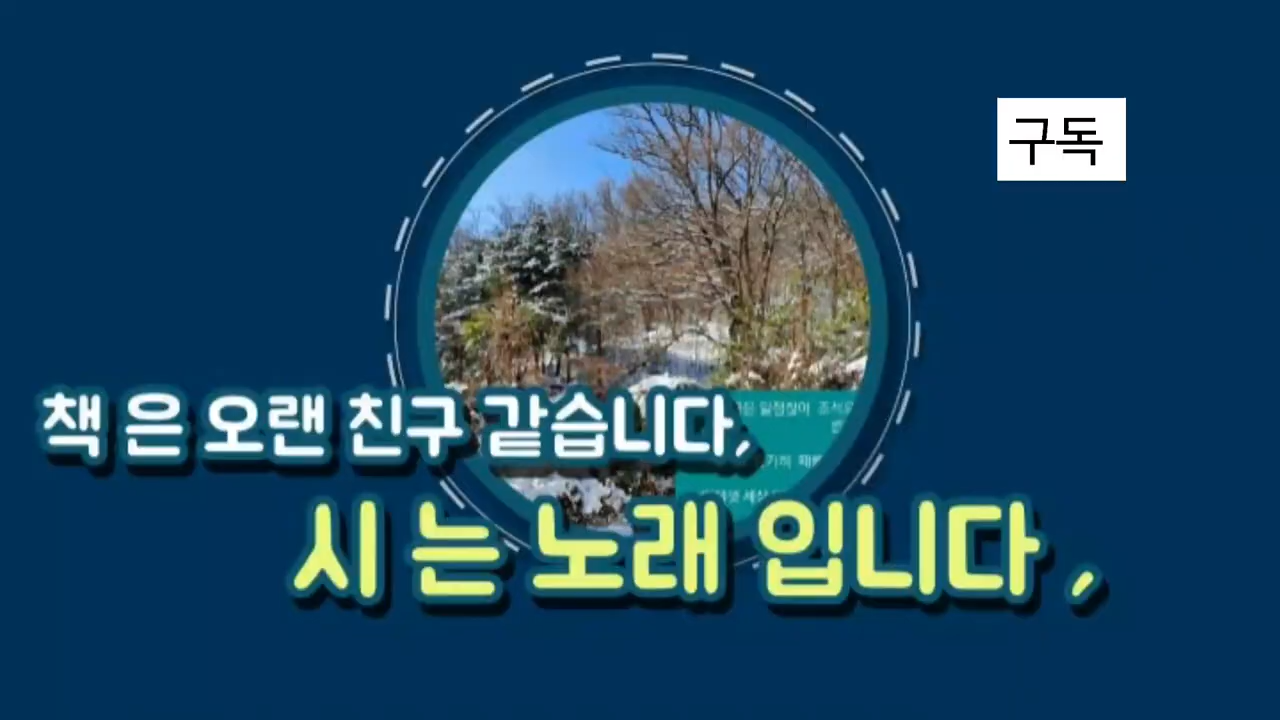 구독
책 은 오랜 친구 같습니다,
시 는 노래 입니다 ,